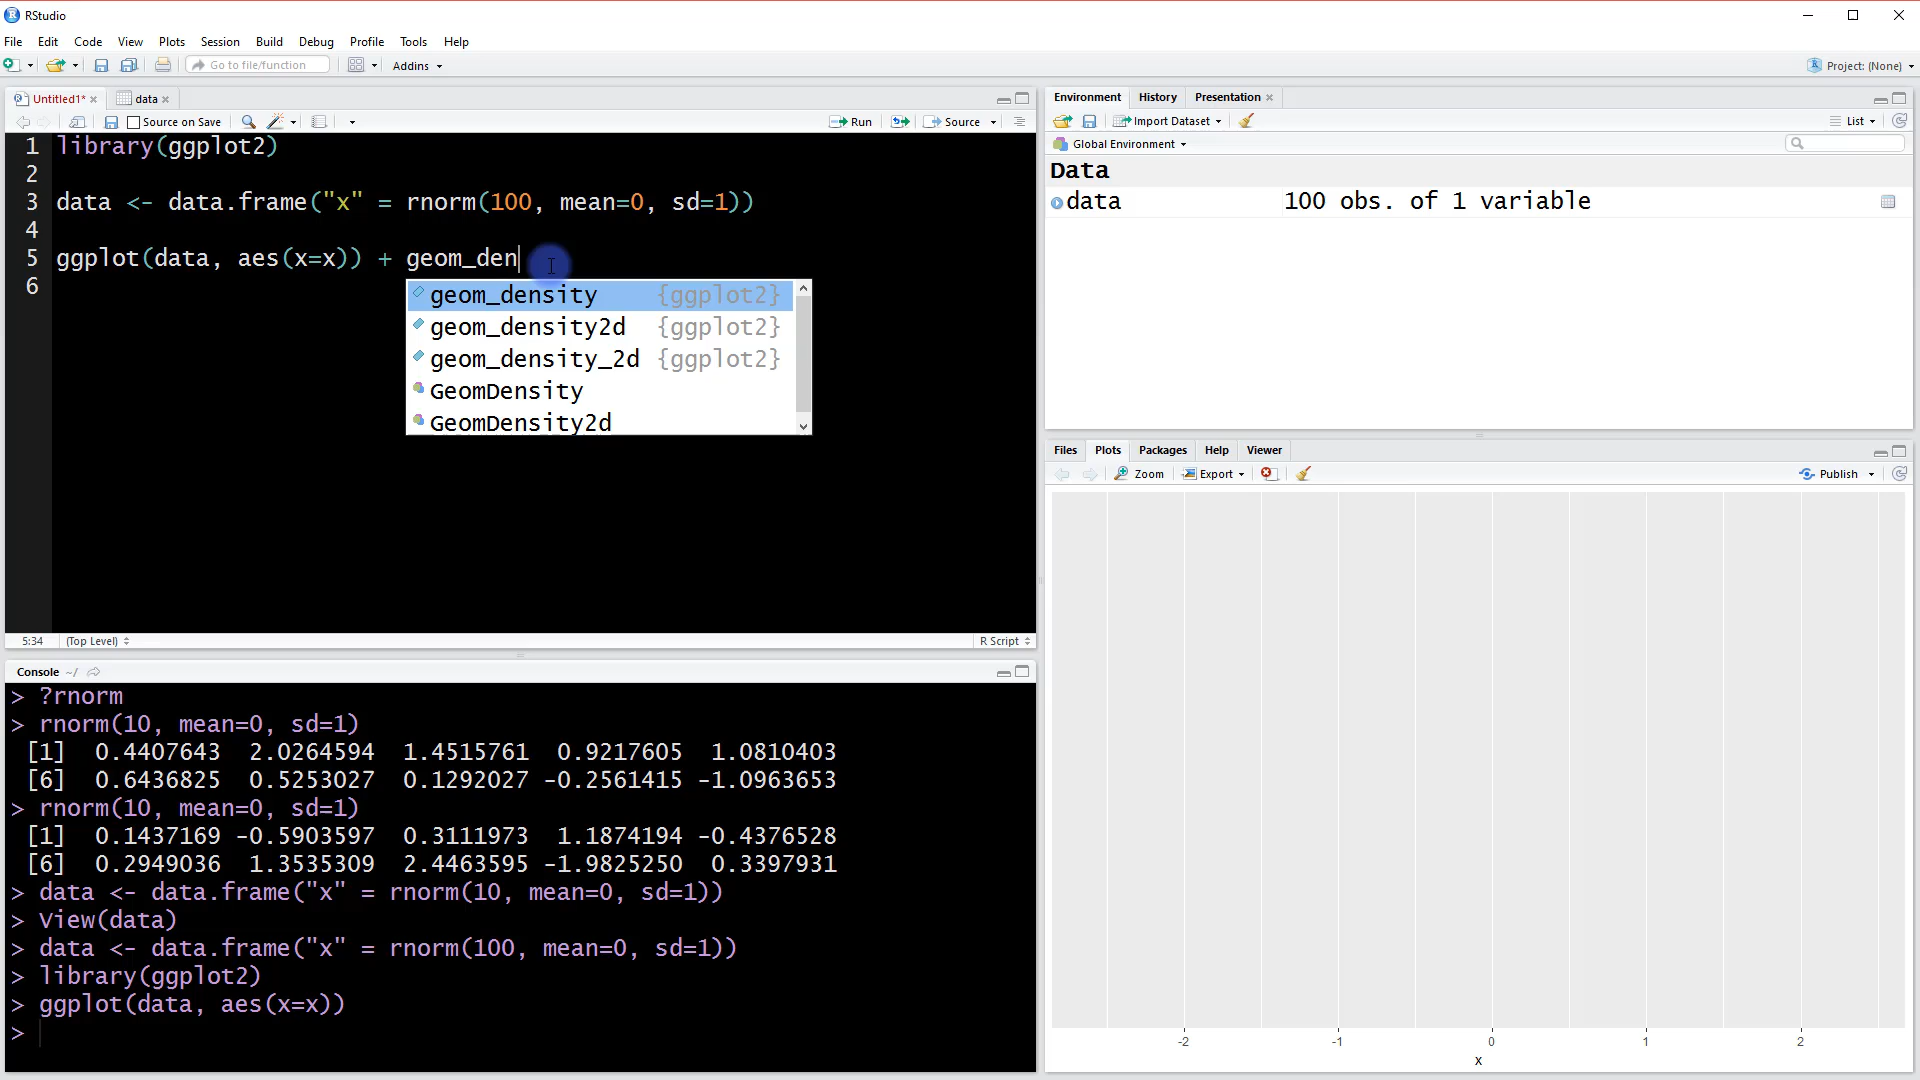 RStudio
File Edit Code View Plots Session Build Debug Profile Tools Help
Go to file/function Addins Project: (None)
Untitled1* data
Source on Save Run Source
1 library(ggplot2)
2
3 data <- data.frame("x" = rnorm(100, mean=0, sd=1))
4
5 ggplot(data, aes(x=x)) + geom_den
6
geom_density {ggplot2}
geom_density2d {ggplot2}
geom_density_2d {ggplot2}
GeomDensity
GeomDensity2d
5:34 (Top Level) R Script
Console ~/
> ?rnorm
> rnorm(10, mean=0, sd=1)
[1] 0.4407643 2.0264594 1.4515761 0.9217605 1.0810403
[6] 0.6436825 0.5253027 0.1292027 -0.2561415 -1.0963653
> rnorm(10, mean=0, sd=1)
[1] 0.1437169 -0.5903597 0.3111973 1.1874194 -0.4376528
[6] 0.2949036 1.3535309 2.4463595 -1.9825250 0.3397931
> data <- data.frame("x" = rnorm(10, mean=0, sd=1))
> View(data)
> data <- data.frame("x" = rnorm(100, mean=0, sd=1))
> library(ggplot2)
> ggplot(data, aes(x=x))
>
Environment History Presentation
Import Dataset List
Global Environment
Data
data 100 obs. of 1 variable
Files Plots Packages Help Viewer
Zoom Export Publish
-2 -1 0 1 2
x